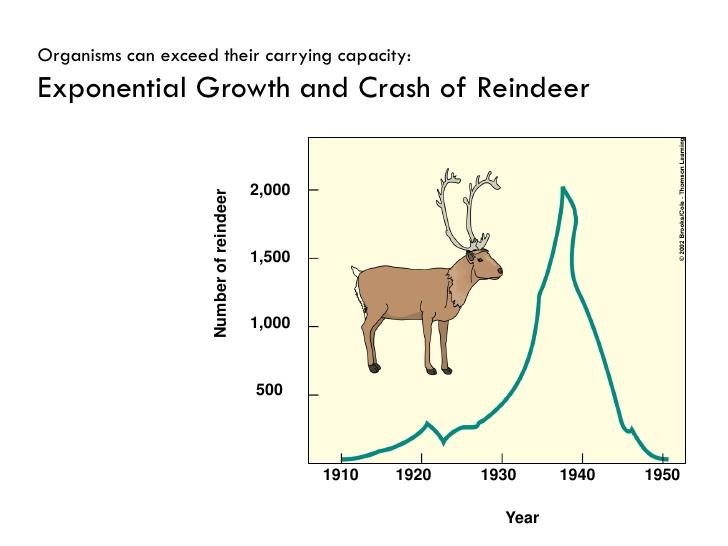 Organisms can exceed their carrying capacity:
Exponential Growth and Crash of Reindeer
© 2002 Brooks/Cole - Thomson Learning
Number of reindeer
2,000
1,500
1,000
500
1910 1920 1930 1940 1950
Year